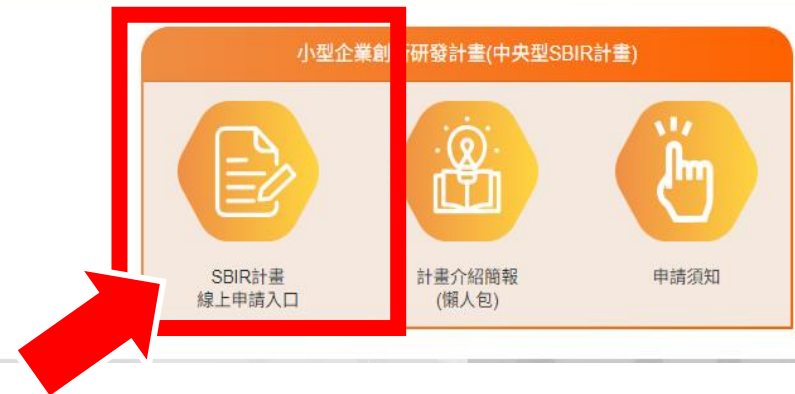 小型企業創新研發計畫(中央型SBIR計畫)
SBIR計畫
線上申請入口
計畫介紹簡報
(懶人包)
申請須知